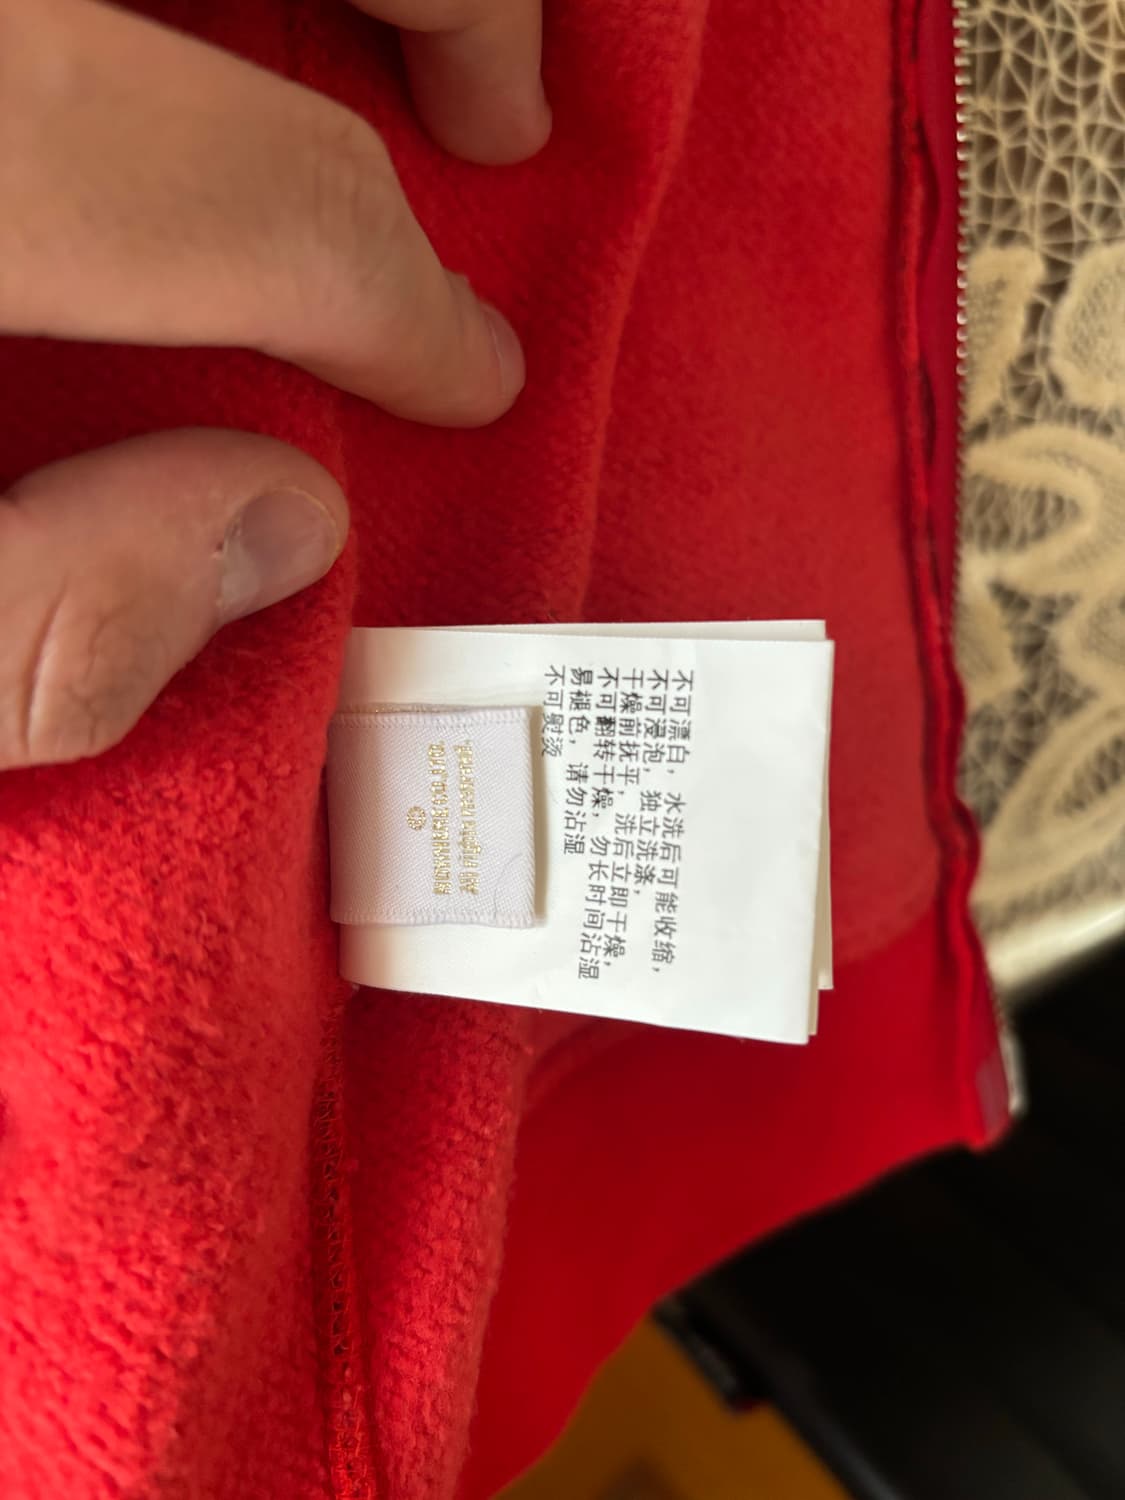 不可漂白，水洗后可能收缩，
不可浸泡，独立洗涤，
干燥前抚平，洗后立即干燥，
不可翻转干燥，勿长时间沾湿
易褪色，请勿沾湿
不可熨烫